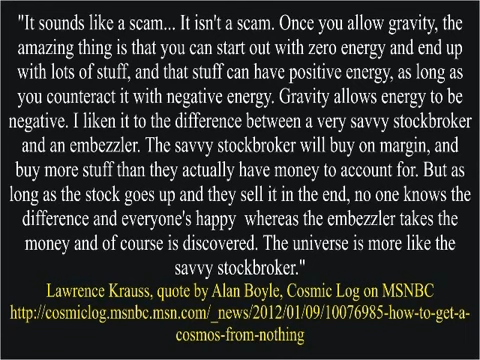 "It sounds like a scam... It isn't a scam. Once you allow gravity, the
amazing thing is that you can start out with zero energy and end up
with lots of stuff, and that stuff can have positive energy, as long as
you counteract it with negative energy. Gravity allows energy to be
negative. I liken it to the difference between a very savvy stockbroker
and an embezzler. The savvy stockbroker will buy on margin, and
buy more stuff than they actually have money to account for. But as
long as the stock goes up and they sell it in the end, no one knows the
difference and everyone's happy whereas the embezzler takes the
money and of course is discovered. The universe is more like the
savvy stockbroker."
Lawrence Krauss, quote by Alan Boyle, Cosmic Log on MSNBC
http://cosmiclog.msnbc.msn.com/_news/2012/01/09/10076985-how-to-get-a-
cosmos-from-nothing